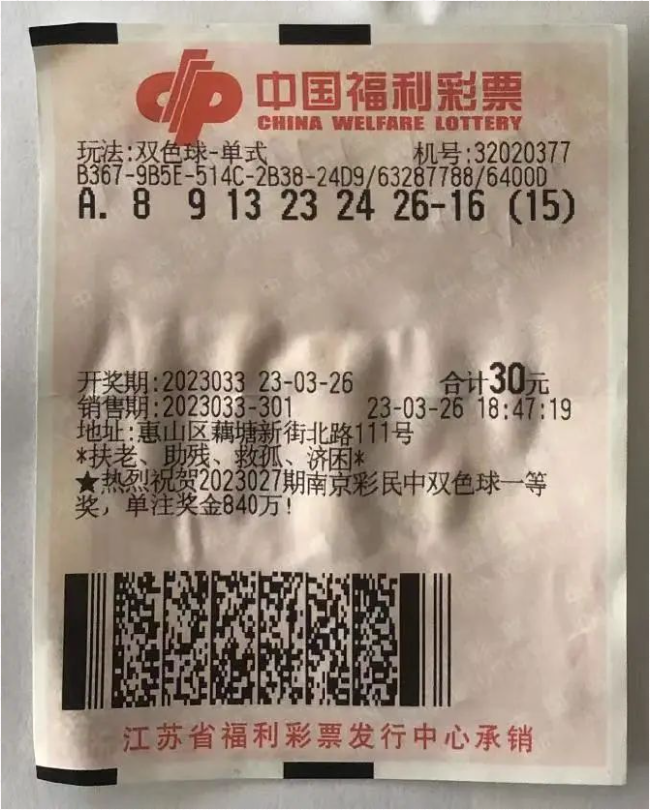 中国福利彩票
CHINA WELFARE LOTTERY
玩法:双色球-单式 机号:32020377
B367-9B5E-514C-2B38-24D9/63287788/6400D
A. 8 9 13 23 24 26-16 (15)
开奖期:2023033 23-03-26 合计30元
销售期:2023033-301 23-03-26 18:47:19
地址:惠山区藕塘新街北路111号
*扶老、助残、救孤、济困*
★热烈祝贺2023027期南京彩民中双色球一等
奖，单注奖金840万!
江苏省福利彩票发行中心承销